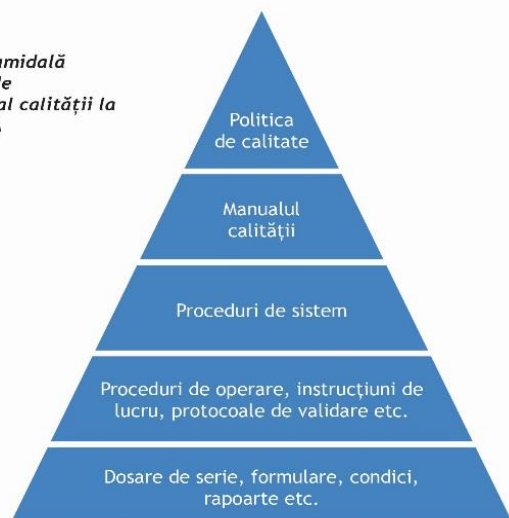 al calității la
Politica
de calitate
Manualul
calității
Proceduri de sistem
Proceduri de operare, instrucțiuni de
lucru, protocoale de validare etc.
Dosare de serie, formulare, condici,
rapoarte etc.